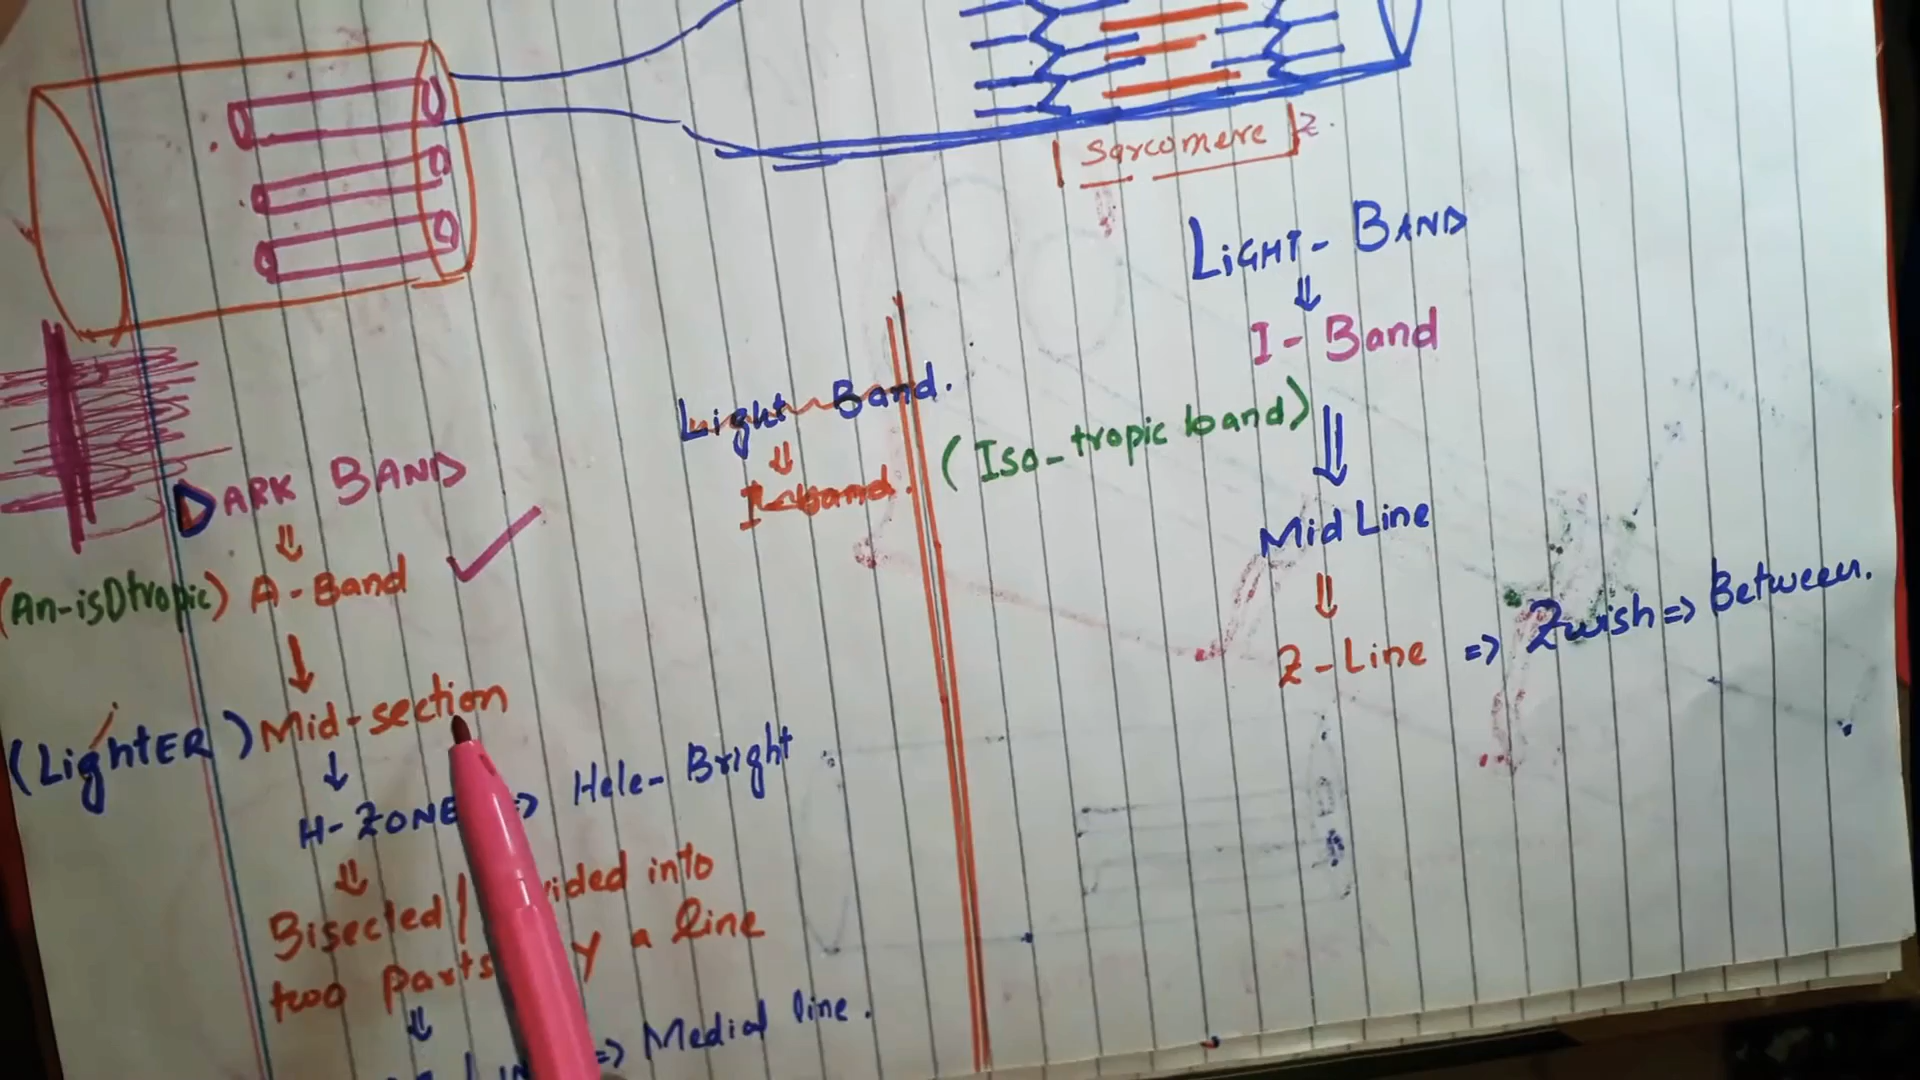 Sarcomere Z
LIGHT - BAND
I - Band
(Iso-tropic band)
Mid Line
Z - Line => Zwish => Between.
Light Band.
I-band.
DARK BAND
(An-isOtropic) A - Band
(LighTER) Mid-section
H-ZONE => Hele - Bright
Bisected / into
two parts a line
=> Medial line.